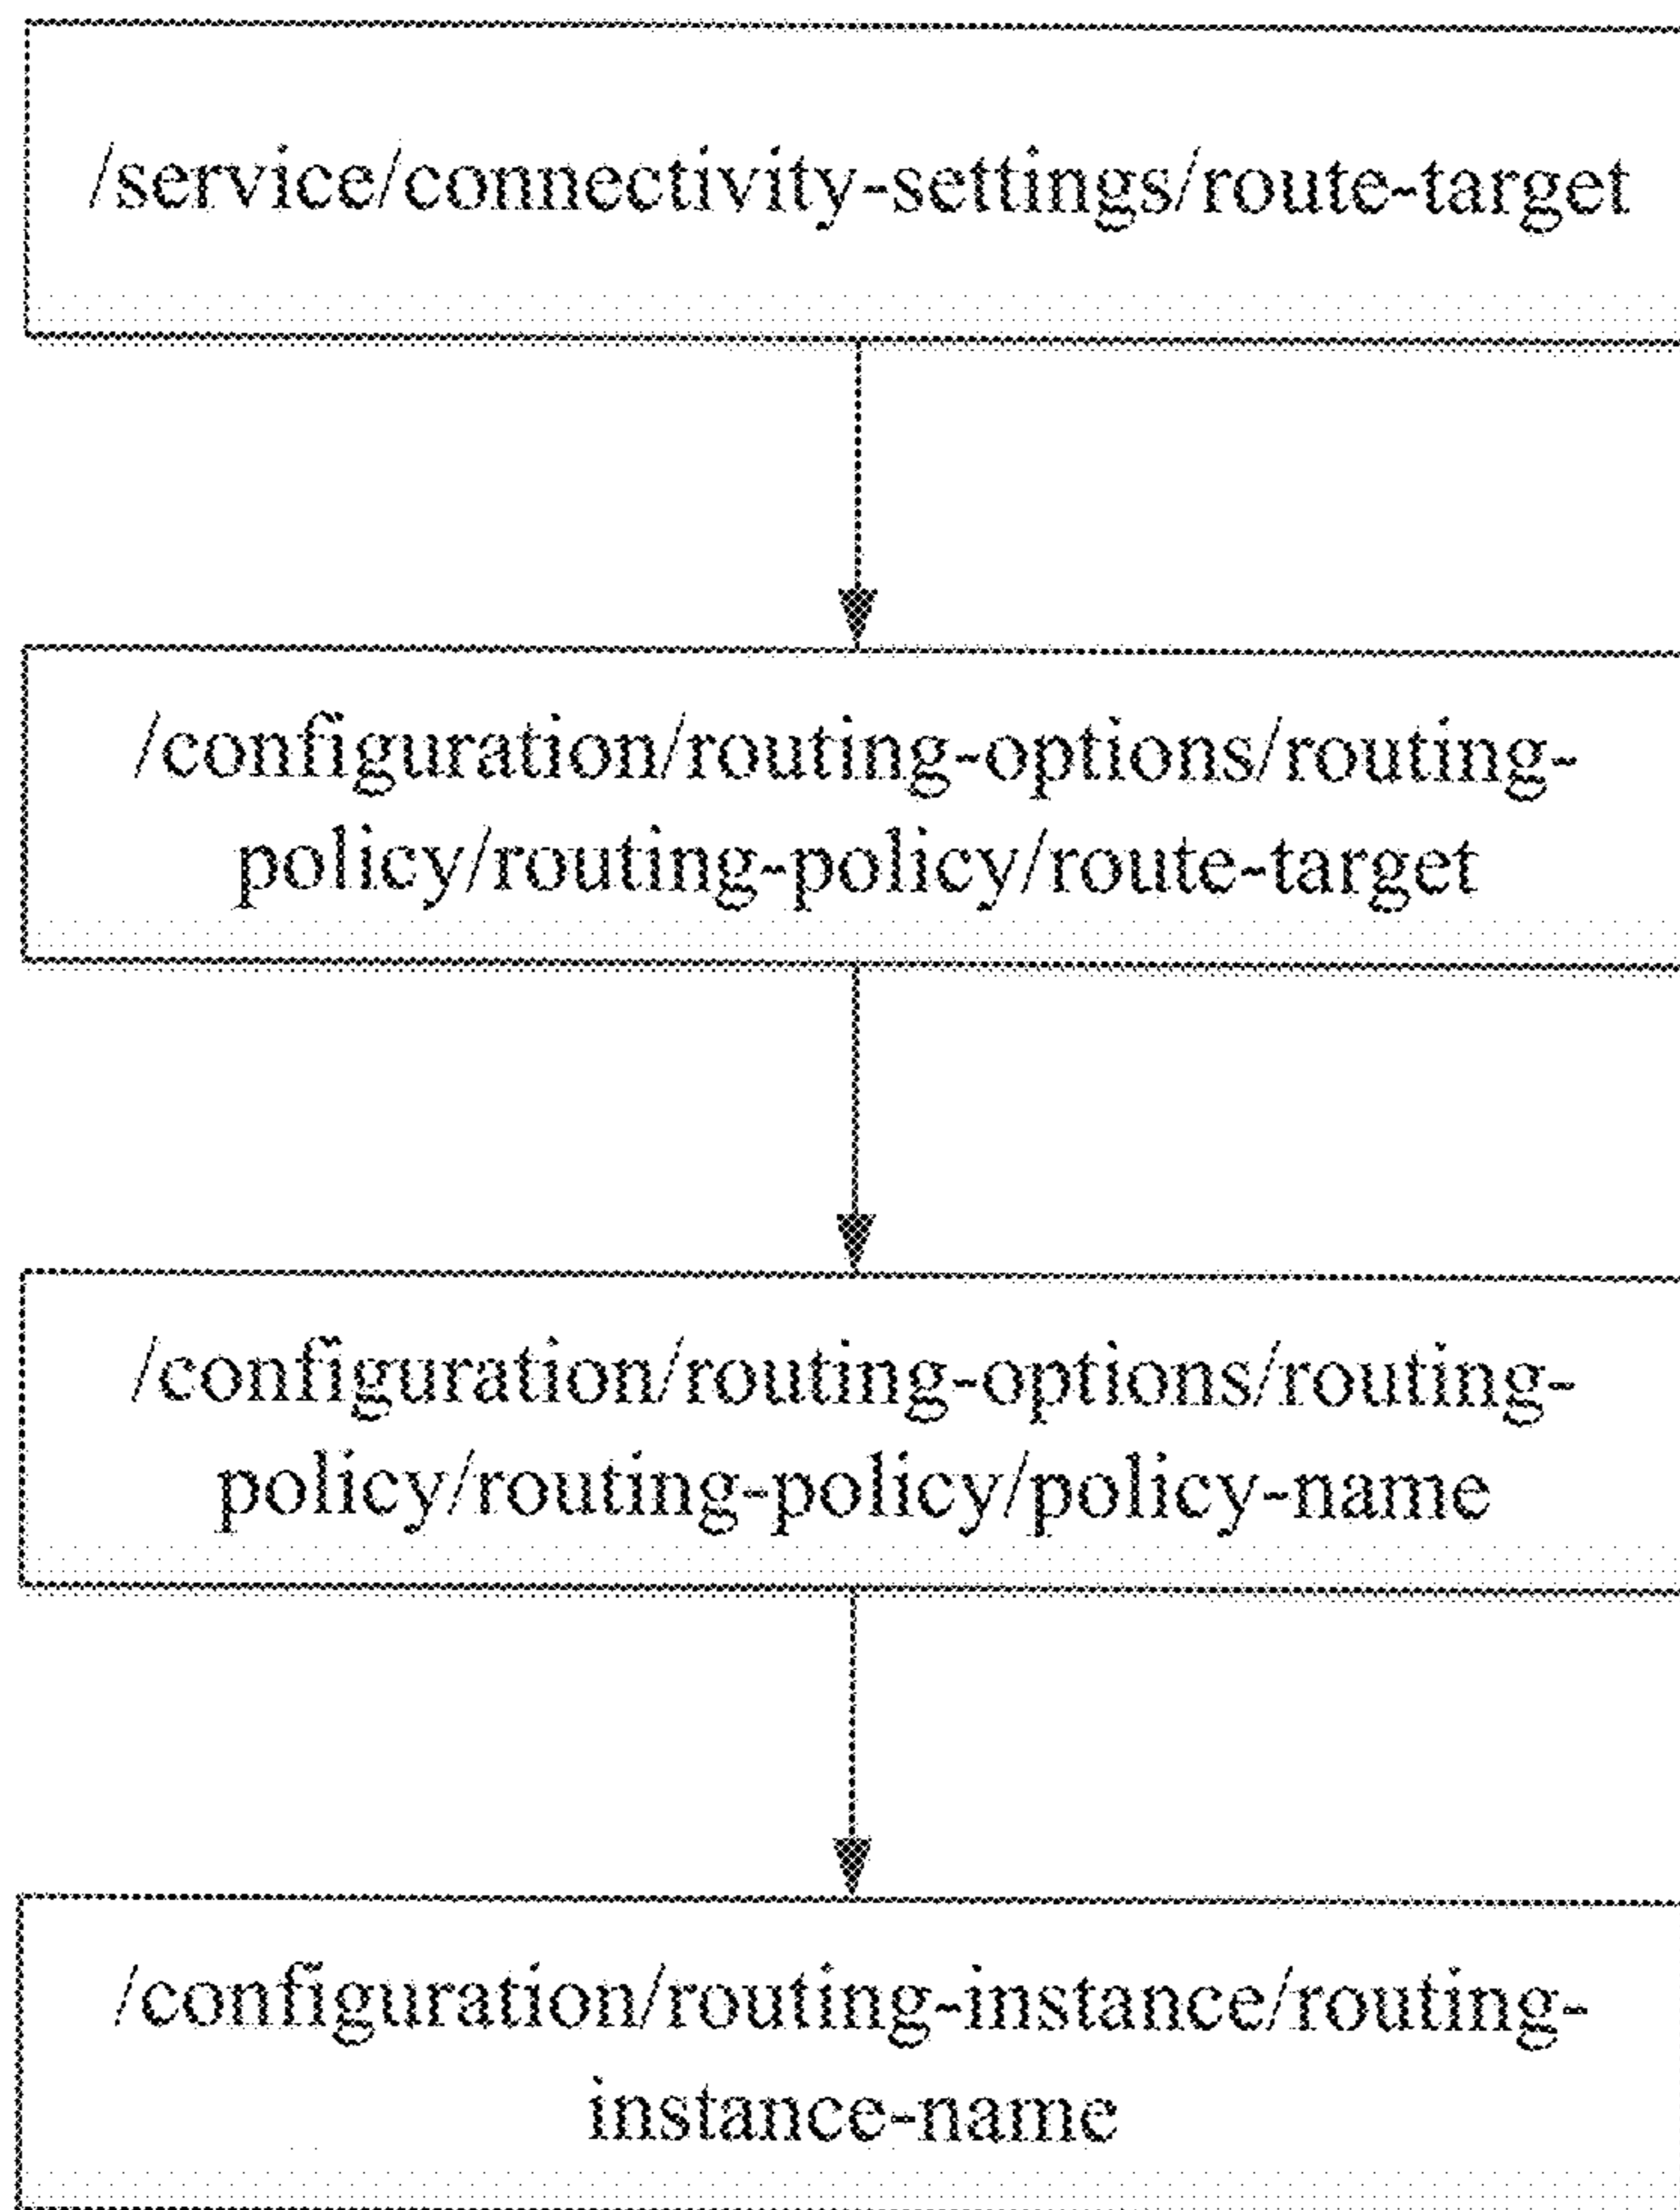 /service/connectivity-settings/route-target
/configuration/routing-options/routing-
policy/routing-policy/route-target
/configuration/routing-options/routing-
policy/routing-policy/policy-name
/configuration/routing-instance/routing-
instance-name